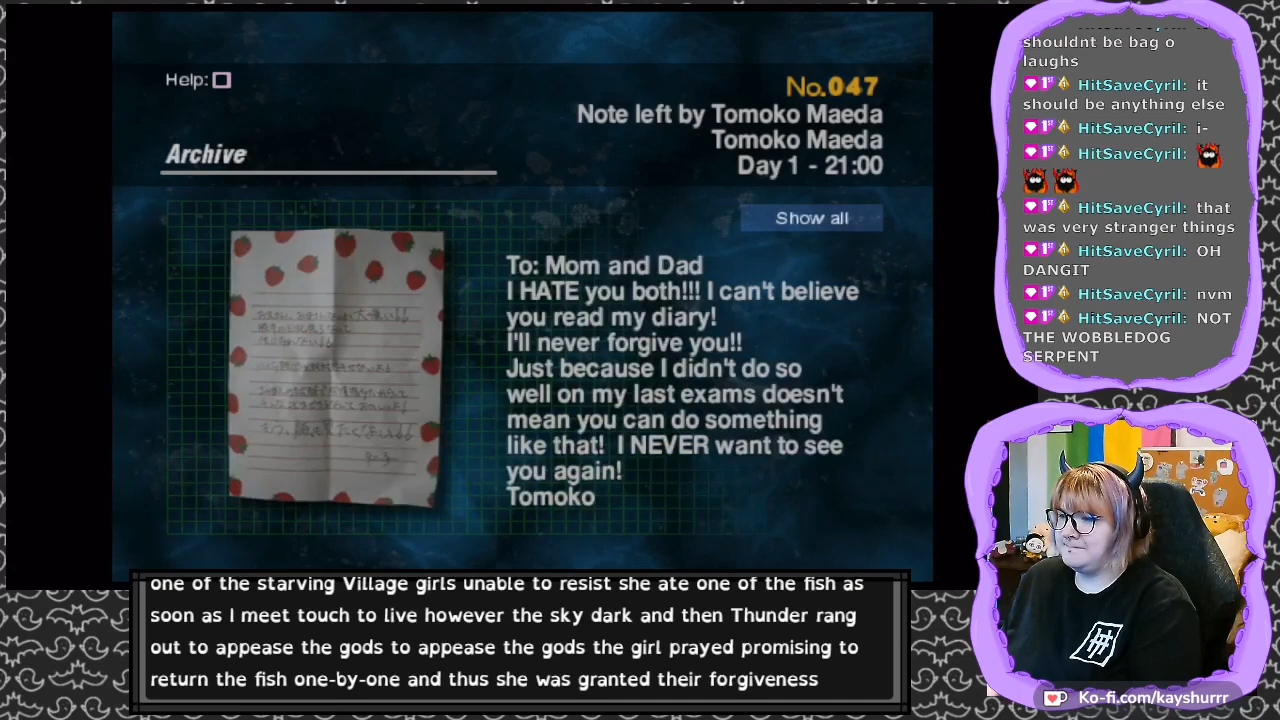 Help:
No.047
Note left by Tomoko Maeda
Tomoko Maeda
Day 1 - 21:00
Archive
Show all
To: Mom and Dad
I HATE you both!!! I can't believe
you read my diary!
I'll never forgive you!!
Just because I didn't do so
well on my last exams doesn't
mean you can do something
like that!  I NEVER want to see
you again!
Tomoko
one of the starving Village girls unable to resist she ate one of the fish as
soon as I meet touch to live however the sky dark and then Thunder rang
out to appease the gods to appease the gods the girl prayed promising to
return the fish one-by-one and thus she was granted their forgiveness
shouldnt be bag o
laughs
HitSaveCyril: it
should be anything else
HitSaveCyril: i-
HitSaveCyril:
HitSaveCyril: that
was very stranger things
HitSaveCyril: OH
DANGIT
HitSaveCyril: nvm
HitSaveCyril: NOT
THE WOBBLEDOG
SERPENT
Ko-fi.com/kayshurrr